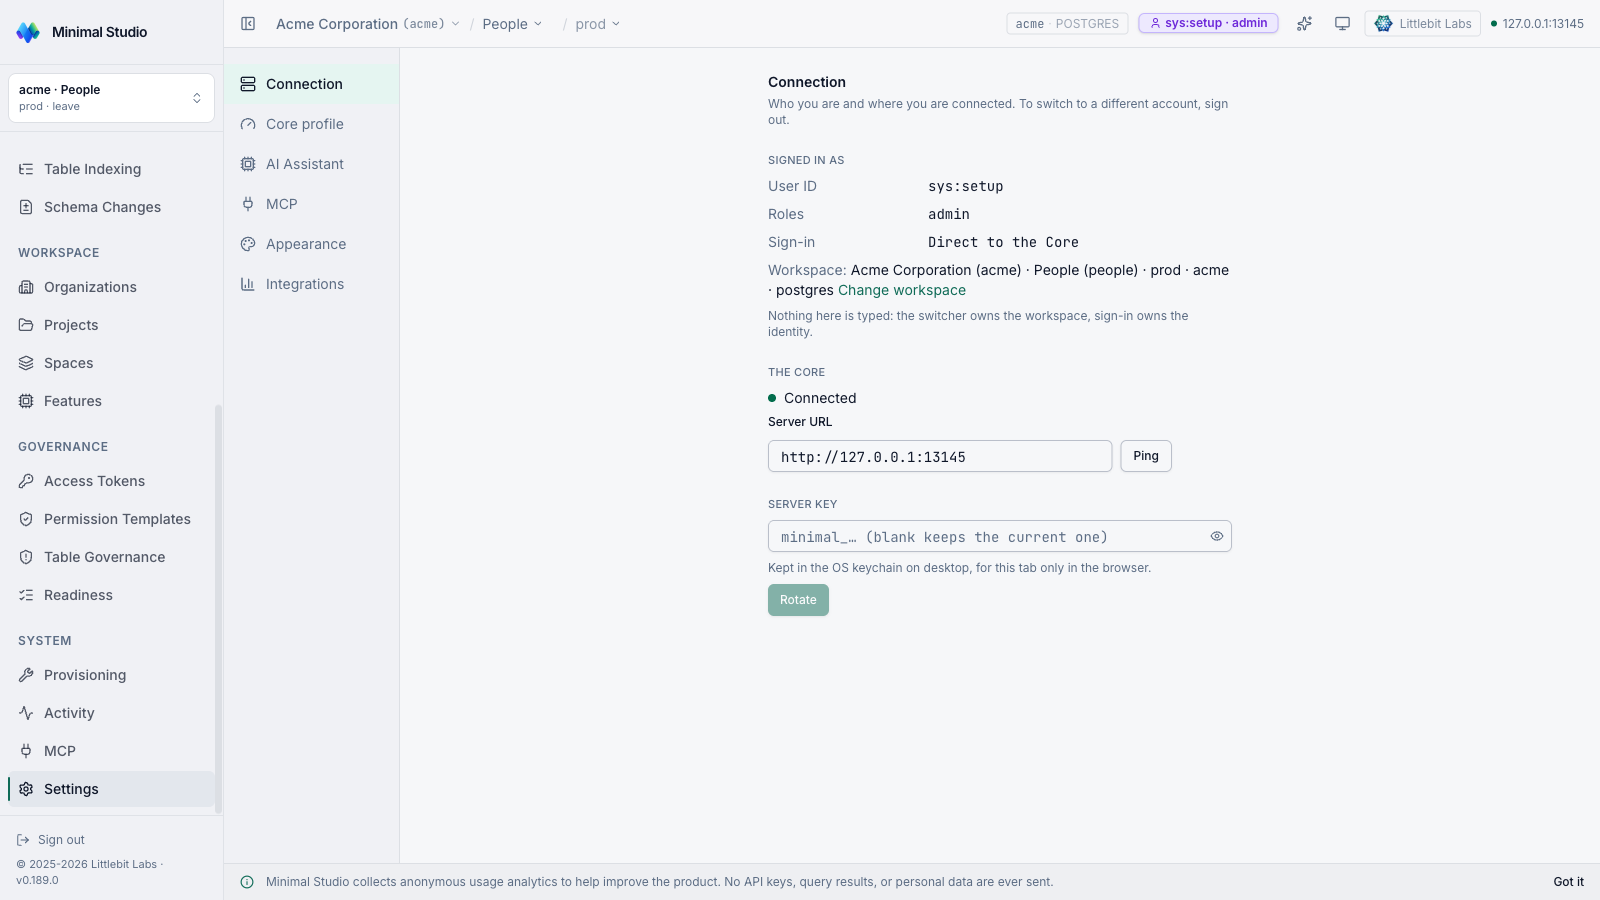 Minimal Studio
Acme Corporation (acme) / People / prod
acme · POSTGRES
sys:setup · admin
Littlebit Labs
127.0.0.1:13145
acme · People
prod · leave
Table Indexing
Schema Changes
WORKSPACE
Organizations
Projects
Spaces
Features
GOVERNANCE
Access Tokens
Permission Templates
Table Governance
Readiness
SYSTEM
Provisioning
Activity
MCP
Settings
Sign out
© 2025-2026 Littlebit Labs ·
v0.189.0
Connection
Core profile
AI Assistant
MCP
Appearance
Integrations
Connection
Who you are and where you are connected. To switch to a different account, sign
out.
SIGNED IN AS
User ID sys:setup
Roles admin
Sign-in Direct to the Core
Workspace: Acme Corporation (acme) · People (people) · prod · acme
· postgres Change workspace
Nothing here is typed: the switcher owns the workspace, sign-in owns the
identity.
THE CORE
Connected
Server URL
http://127.0.0.1:13145 Ping
SERVER KEY
minimal_… (blank keeps the current one)
Kept in the OS keychain on desktop, for this tab only in the browser.
Rotate
Minimal Studio collects anonymous usage analytics to help improve the product. No API keys, query results, or personal data are ever sent.
Got it